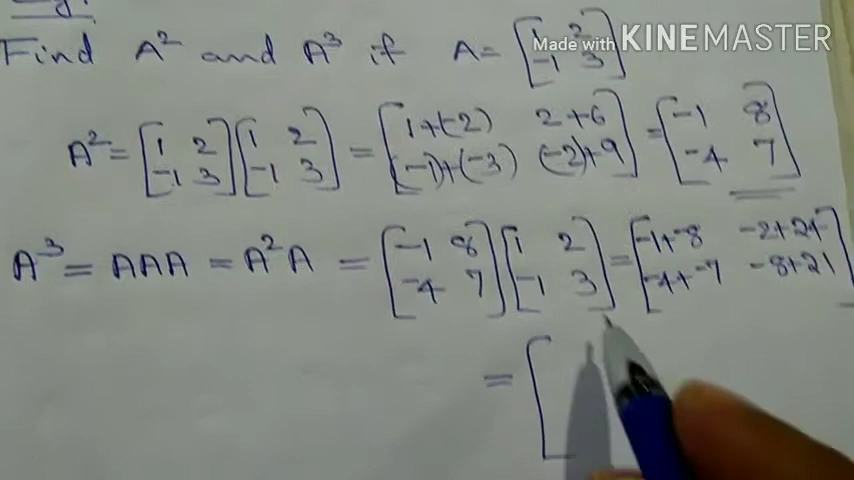 Find A² and A³ if A = [1 2 -1 3]
Made with KINEMASTER
A² = [1 2 -1 3] [1 2 -1 3] = [1+(-2) 2+6 (-1)+(-3) (-2)+9] = [-1 8 -4 7]
A³ = AAA = A²A = [-1 8 -4 7] [1 2 -1 3] = [-1+-8 -2+24 -4+-7 -8+21]
= [